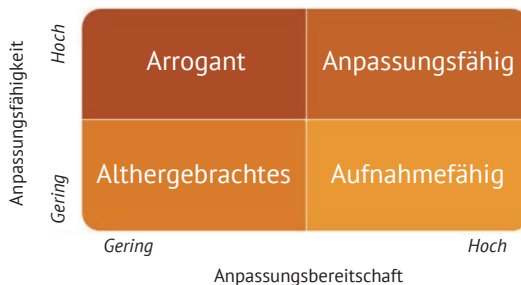 Anpassungsfähigkeit
Hoch
Gering
Arrogant
Anpassungsfähig
Althergebrachtes
Aufnahmefähig
Gering
Hoch
Anpassungsbereitschaft